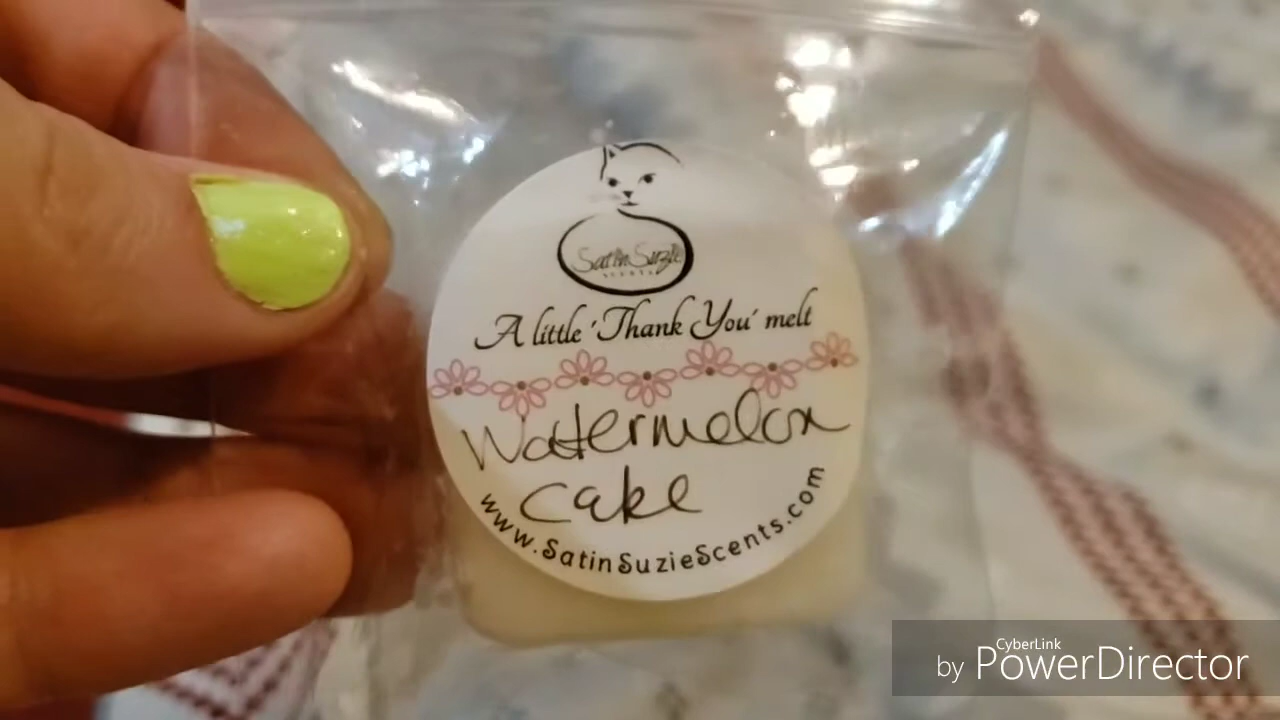 Satin Suzie
SCENTS
A little 'Thank You' melt
Watermelon
cake
www.SatinSuzieScents.com
CyberLink
by PowerDirector